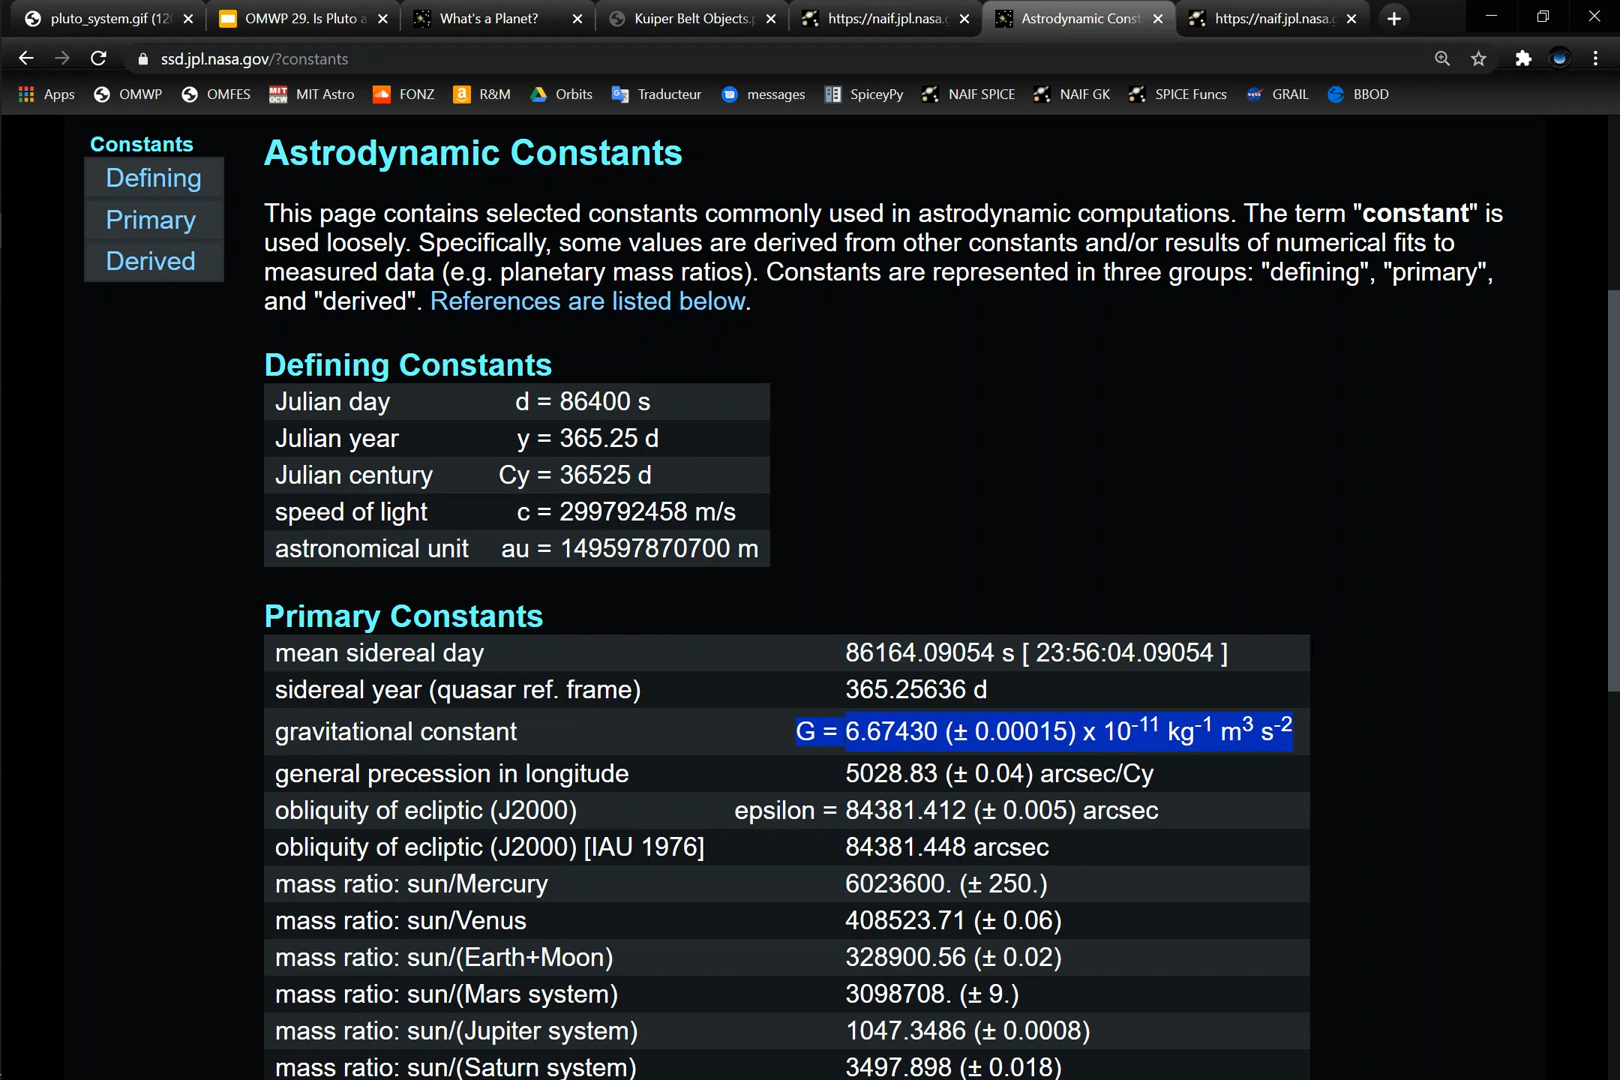 pluto_system.gif (12
OMWP 29. Is Pluto a
What's a Planet?
Kuiper Belt Objects.p
https://naif.jpl.nasa.g
Astrodynamic Const
https://naif.jpl.nasa.g
ssd.jpl.nasa.gov/?constants
Apps OMWP OMFES MIT OCW MIT Astro FONZ R&M Orbits Traducteur messages SpiceyPy NAIF SPICE NAIF GK SPICE Funcs GRAIL BBOD
Constants
Defining
Primary
Derived
Astrodynamic Constants
This page contains selected constants commonly used in astrodynamic computations. The term "constant" is
used loosely. Specifically, some values are derived from other constants and/or results of numerical fits to
measured data (e.g. planetary mass ratios). Constants are represented in three groups: "defining", "primary",
and "derived". References are listed below.
Defining Constants
Julian day d = 86400 s
Julian year y = 365.25 d
Julian century Cy = 36525 d
speed of light c = 299792458 m/s
astronomical unit au = 149597870700 m
Primary Constants
mean sidereal day 86164.09054 s [ 23:56:04.09054 ]
sidereal year (quasar ref. frame) 365.25636 d
gravitational constant G = 6.67430 (± 0.00015) x 10⁻¹¹ kg⁻¹ m³ s⁻²
general precession in longitude 5028.83 (± 0.04) arcsec/Cy
obliquity of ecliptic (J2000) epsilon = 84381.412 (± 0.005) arcsec
obliquity of ecliptic (J2000) [IAU 1976] 84381.448 arcsec
mass ratio: sun/Mercury 6023600. (± 250.)
mass ratio: sun/Venus 408523.71 (± 0.06)
mass ratio: sun/(Earth+Moon) 328900.56 (± 0.02)
mass ratio: sun/(Mars system) 3098708. (± 9.)
mass ratio: sun/(Jupiter system) 1047.3486 (± 0.0008)
mass ratio: sun/(Saturn system) 3497.898 (± 0.018)